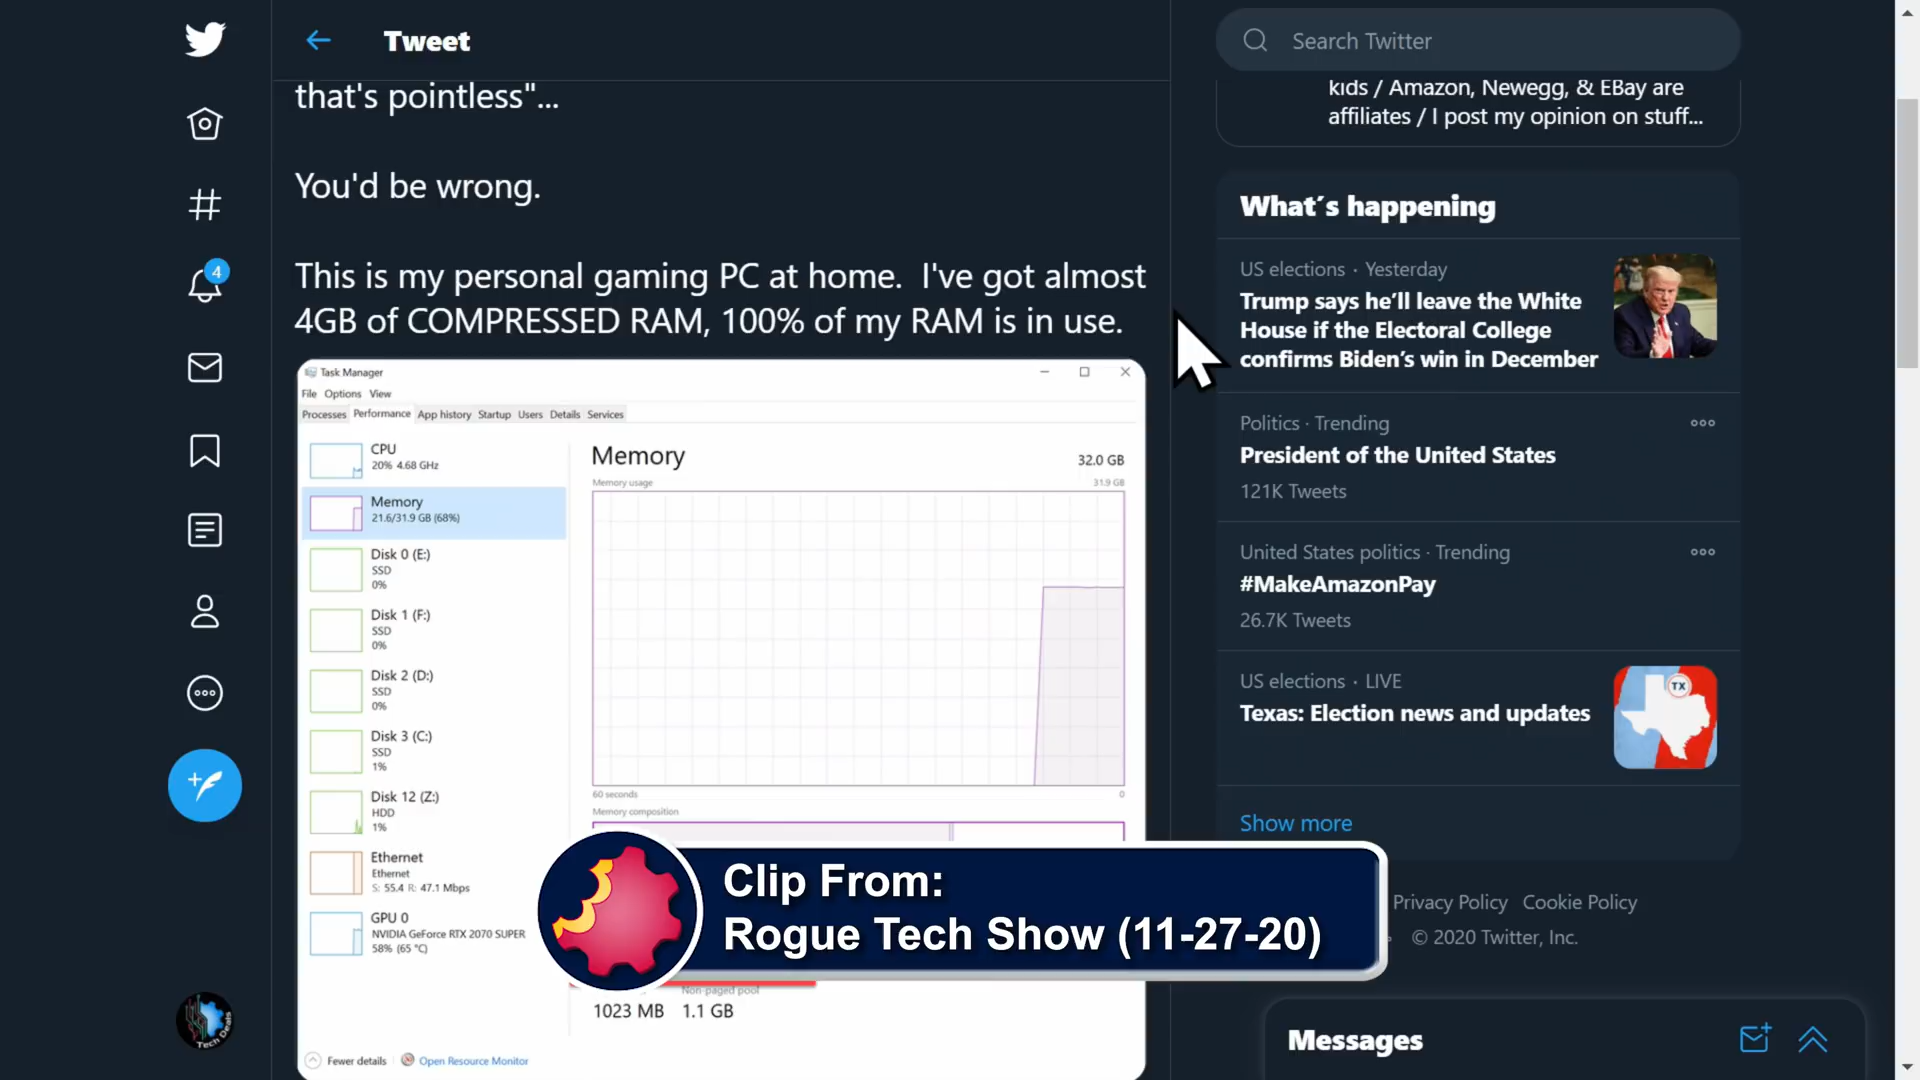 Tweet
Search Twitter
that's pointless"...
You'd be wrong.
This is my personal gaming PC at home. I've got almost
4GB of COMPRESSED RAM, 100% of my RAM is in use.
Task Manager
File Options View
Processes Performance App history Startup Users Details Services
CPU
20% 4.68 GHz
Memory
21.6/31.9 GB (68%)
Disk 0 (E:)
SSD
0%
Disk 1 (F:)
SSD
0%
Disk 2 (D:)
SSD
0%
Disk 3 (C:)
SSD
1%
Disk 12 (Z:)
HDD
1%
Ethernet
Ethernet
S: 55.4 R: 47.1 Mbps
GPU 0
NVIDIA GeForce RTX 2070 SUPER
58% (65 °C)
Memory
32.0 GB
Memory usage
31.9 GB
60 seconds
0
Memory composition
Non-paged pool
1023 MB 1.1 GB
Fewer details
Open Resource Monitor
Clip From:
Rogue Tech Show (11-27-20)
kids / Amazon, Newegg, & EBay are
affiliates / I post my opinion on stuff...
What's happening
US elections · Yesterday
Trump says he'll leave the White
House if the Electoral College
confirms Biden's win in December
Politics · Trending
President of the United States
121K Tweets
United States politics · Trending
#MakeAmazonPay
26.7K Tweets
US elections · LIVE
Texas: Election news and updates
TX
Show more
Privacy Policy Cookie Policy
© 2020 Twitter, Inc.
Messages
4
Tech Deals